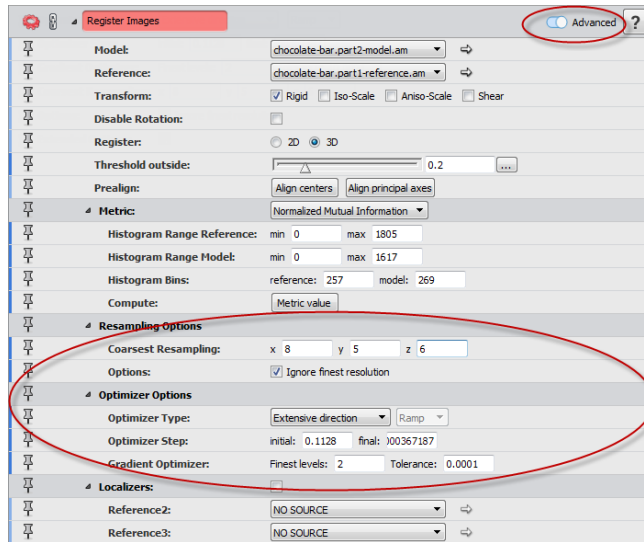 Register Images Advanced ?
Model: chocolate-bar.part2-model.am
Reference: chocolate-bar.part1-reference.am
Transform: Rigid Iso-Scale Aniso-Scale Shear
Disable Rotation:
Register: 2D 3D
Threshold outside: 0.2 ...
Prealign: Align centers Align principal axes
Metric: Normalized Mutual Information
Histogram Range Reference: min 0 max 1805
Histogram Range Model: min 0 max 1617
Histogram Bins: reference: 257 model: 269
Compute: Metric value
Resampling Options
Coarsest Resampling: x 8 y 5 z 6
Options: Ignore finest resolution
Optimizer Options
Optimizer Type: Extensive direction Ramp
Optimizer Step: initial: 0.1128 final: 000367187
Gradient Optimizer: Finest levels: 2 Tolerance: 0.0001
Localizers:
Reference2: NO SOURCE
Reference3: NO SOURCE